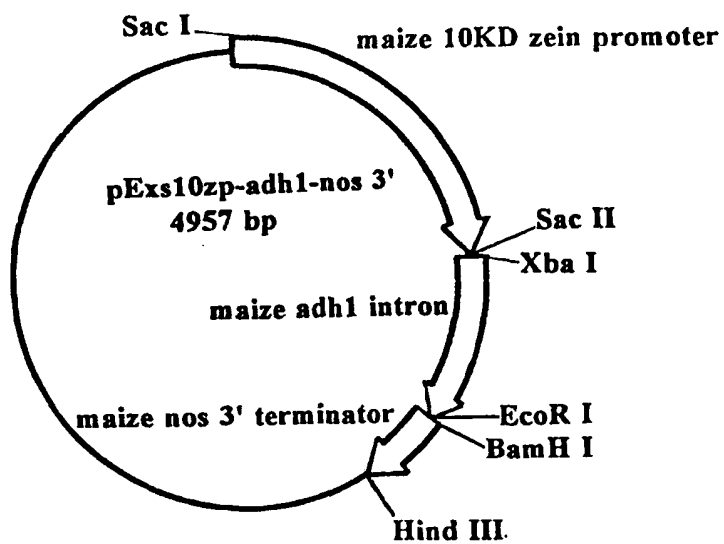 Sac I
maize 10KD zein promoter
pExs10zp-adh1-nos 3'
4957 bp
Sac II
Xba I
maize adh1 intron
maize nos 3' terminator
EcoR I
BamH I
Hind III.